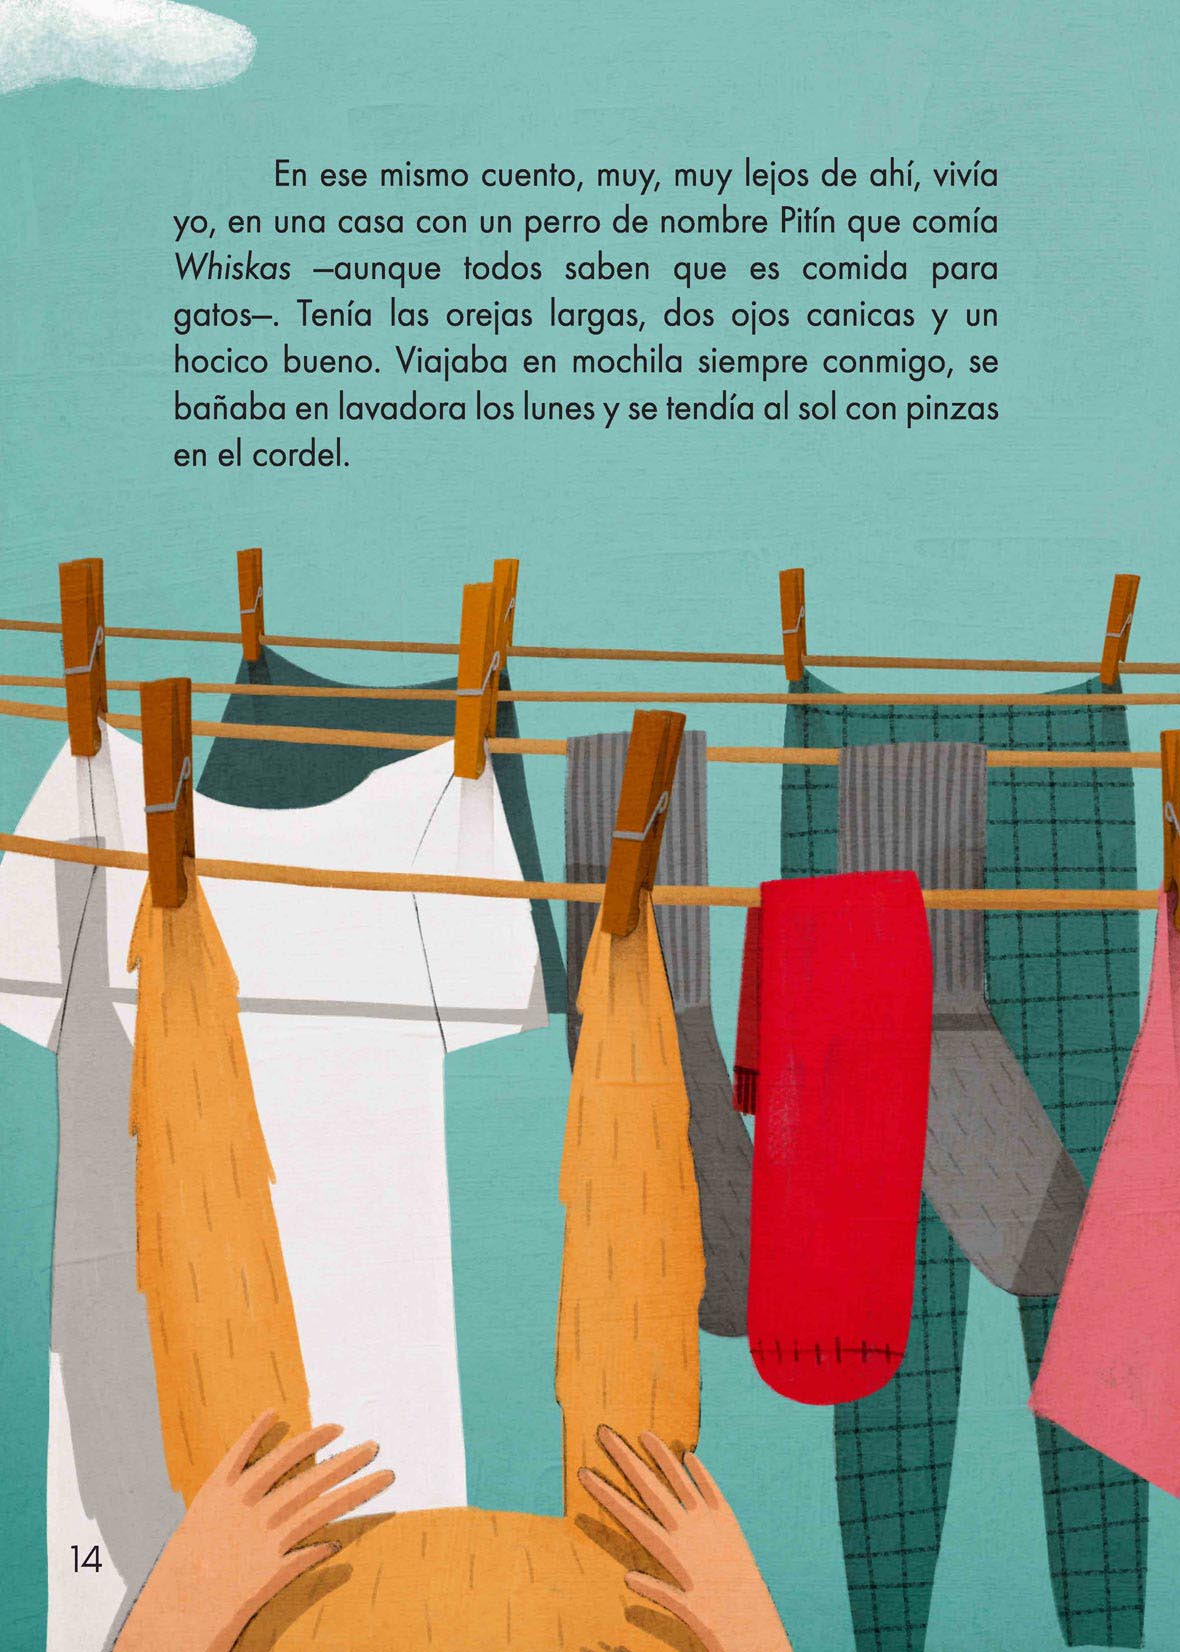 En ese mismo cuento, muy, muy lejos de ahí, vivía
yo, en una casa con un perro de nombre Pitín que comía
Whiskas —aunque todos saben que es comida para
gatos—. Tenía las orejas largas, dos ojos canicas y un
hocico bueno. Viajaba en mochila siempre conmigo, se
bañaba en lavadora los lunes y se tendía al sol con pinzas
en el cordel.
14